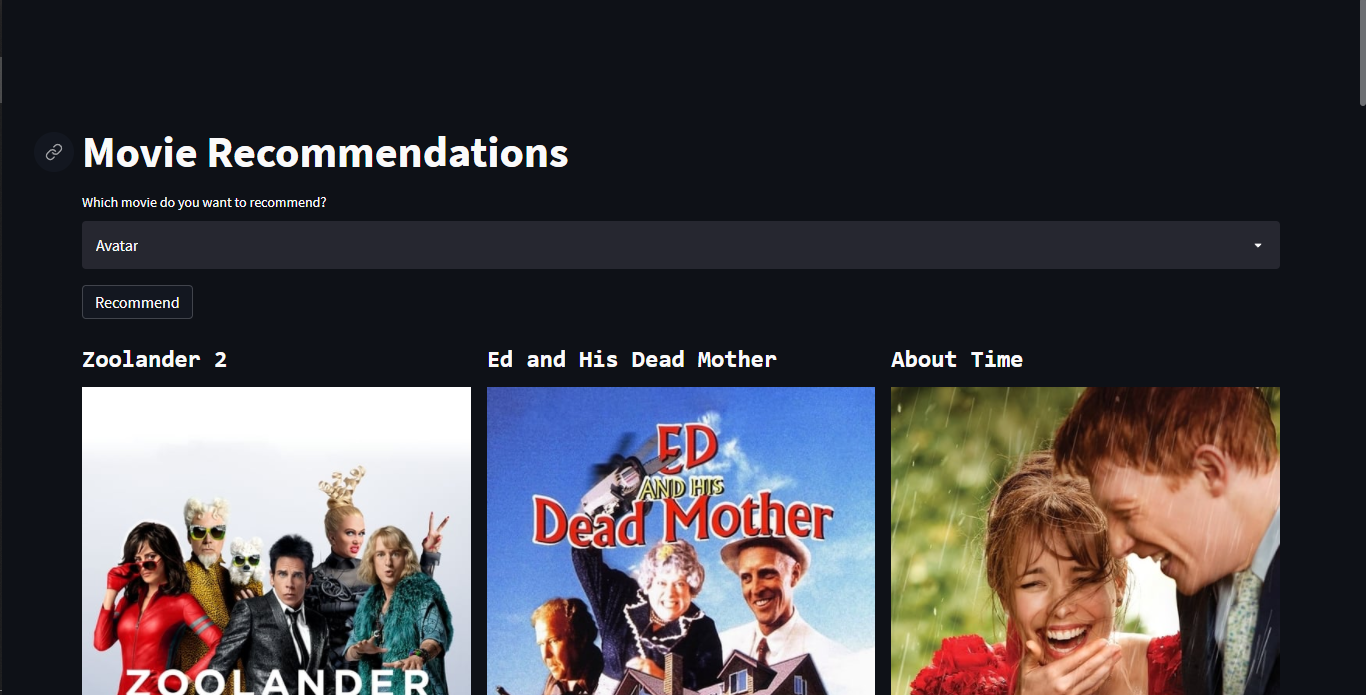 Movie Recommendations
Which movie do you want to recommend?
Avatar
Recommend
Zoolander 2
Ed and His Dead Mother
About Time
ED
AND HIS
Dead Mother
ZOOLANDER